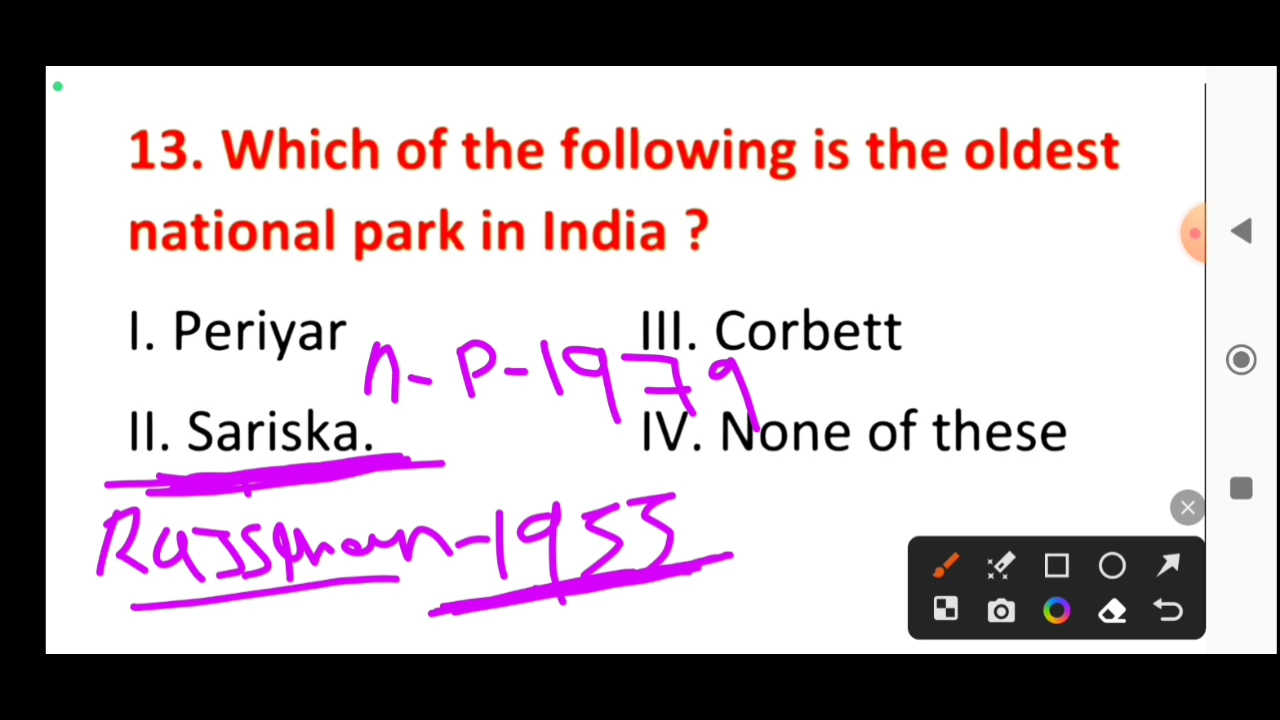 13. Which of the following is the oldest
national park in India ?
I. Periyar
III. Corbett
n-P-1979
II. Sariska.
IV. None of these
-1955